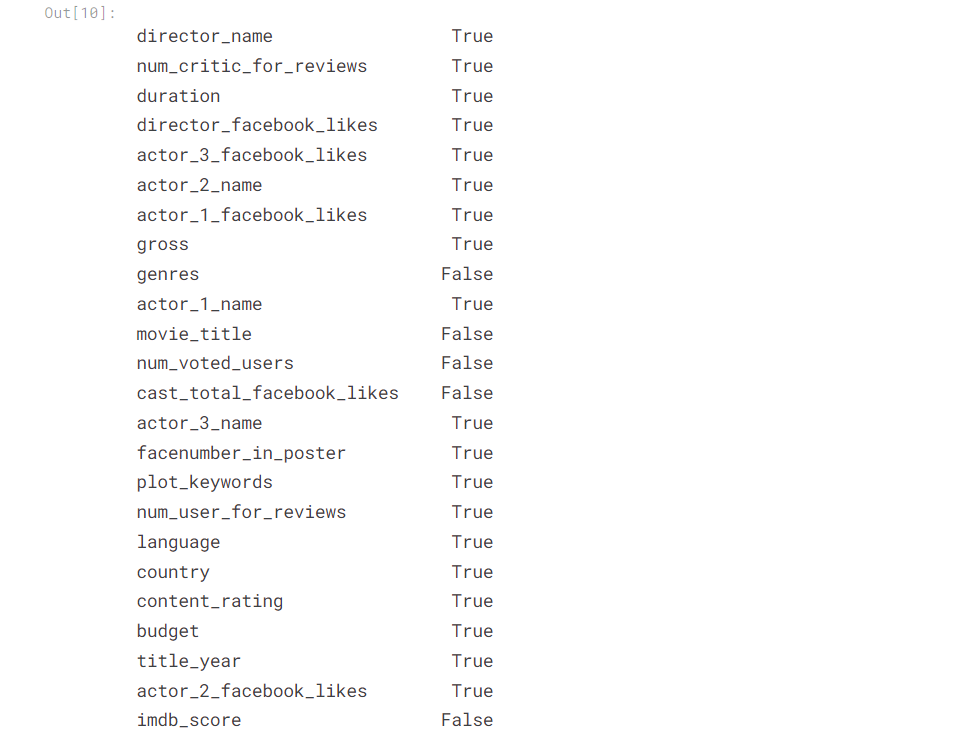 Out[10]:
director_name True
num_critic_for_reviews True
duration True
director_facebook_likes True
actor_3_facebook_likes True
actor_2_name True
actor_1_facebook_likes True
gross True
genres False
actor_1_name True
movie_title False
num_voted_users False
cast_total_facebook_likes False
actor_3_name True
facenumber_in_poster True
plot_keywords True
num_user_for_reviews True
language True
country True
content_rating True
budget True
title_year True
actor_2_facebook_likes True
imdb_score False